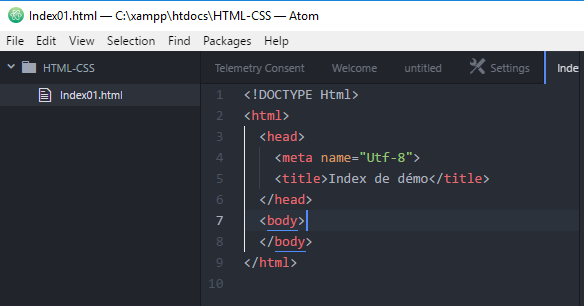 Index01.html — C:\xampp\htdocs\HTML-CSS — Atom
File Edit View Selection Find Packages Help
HTML-CSS
Index01.html
Telemetry Consent Welcome untitled Settings Inde
1 <!DOCTYPE Html>
2 <html>
3 <head>
4 <meta name="Utf-8">
5 <title>Index de démo</title>
6 </head>
7 <body>
8 </body>
9 </html>
10